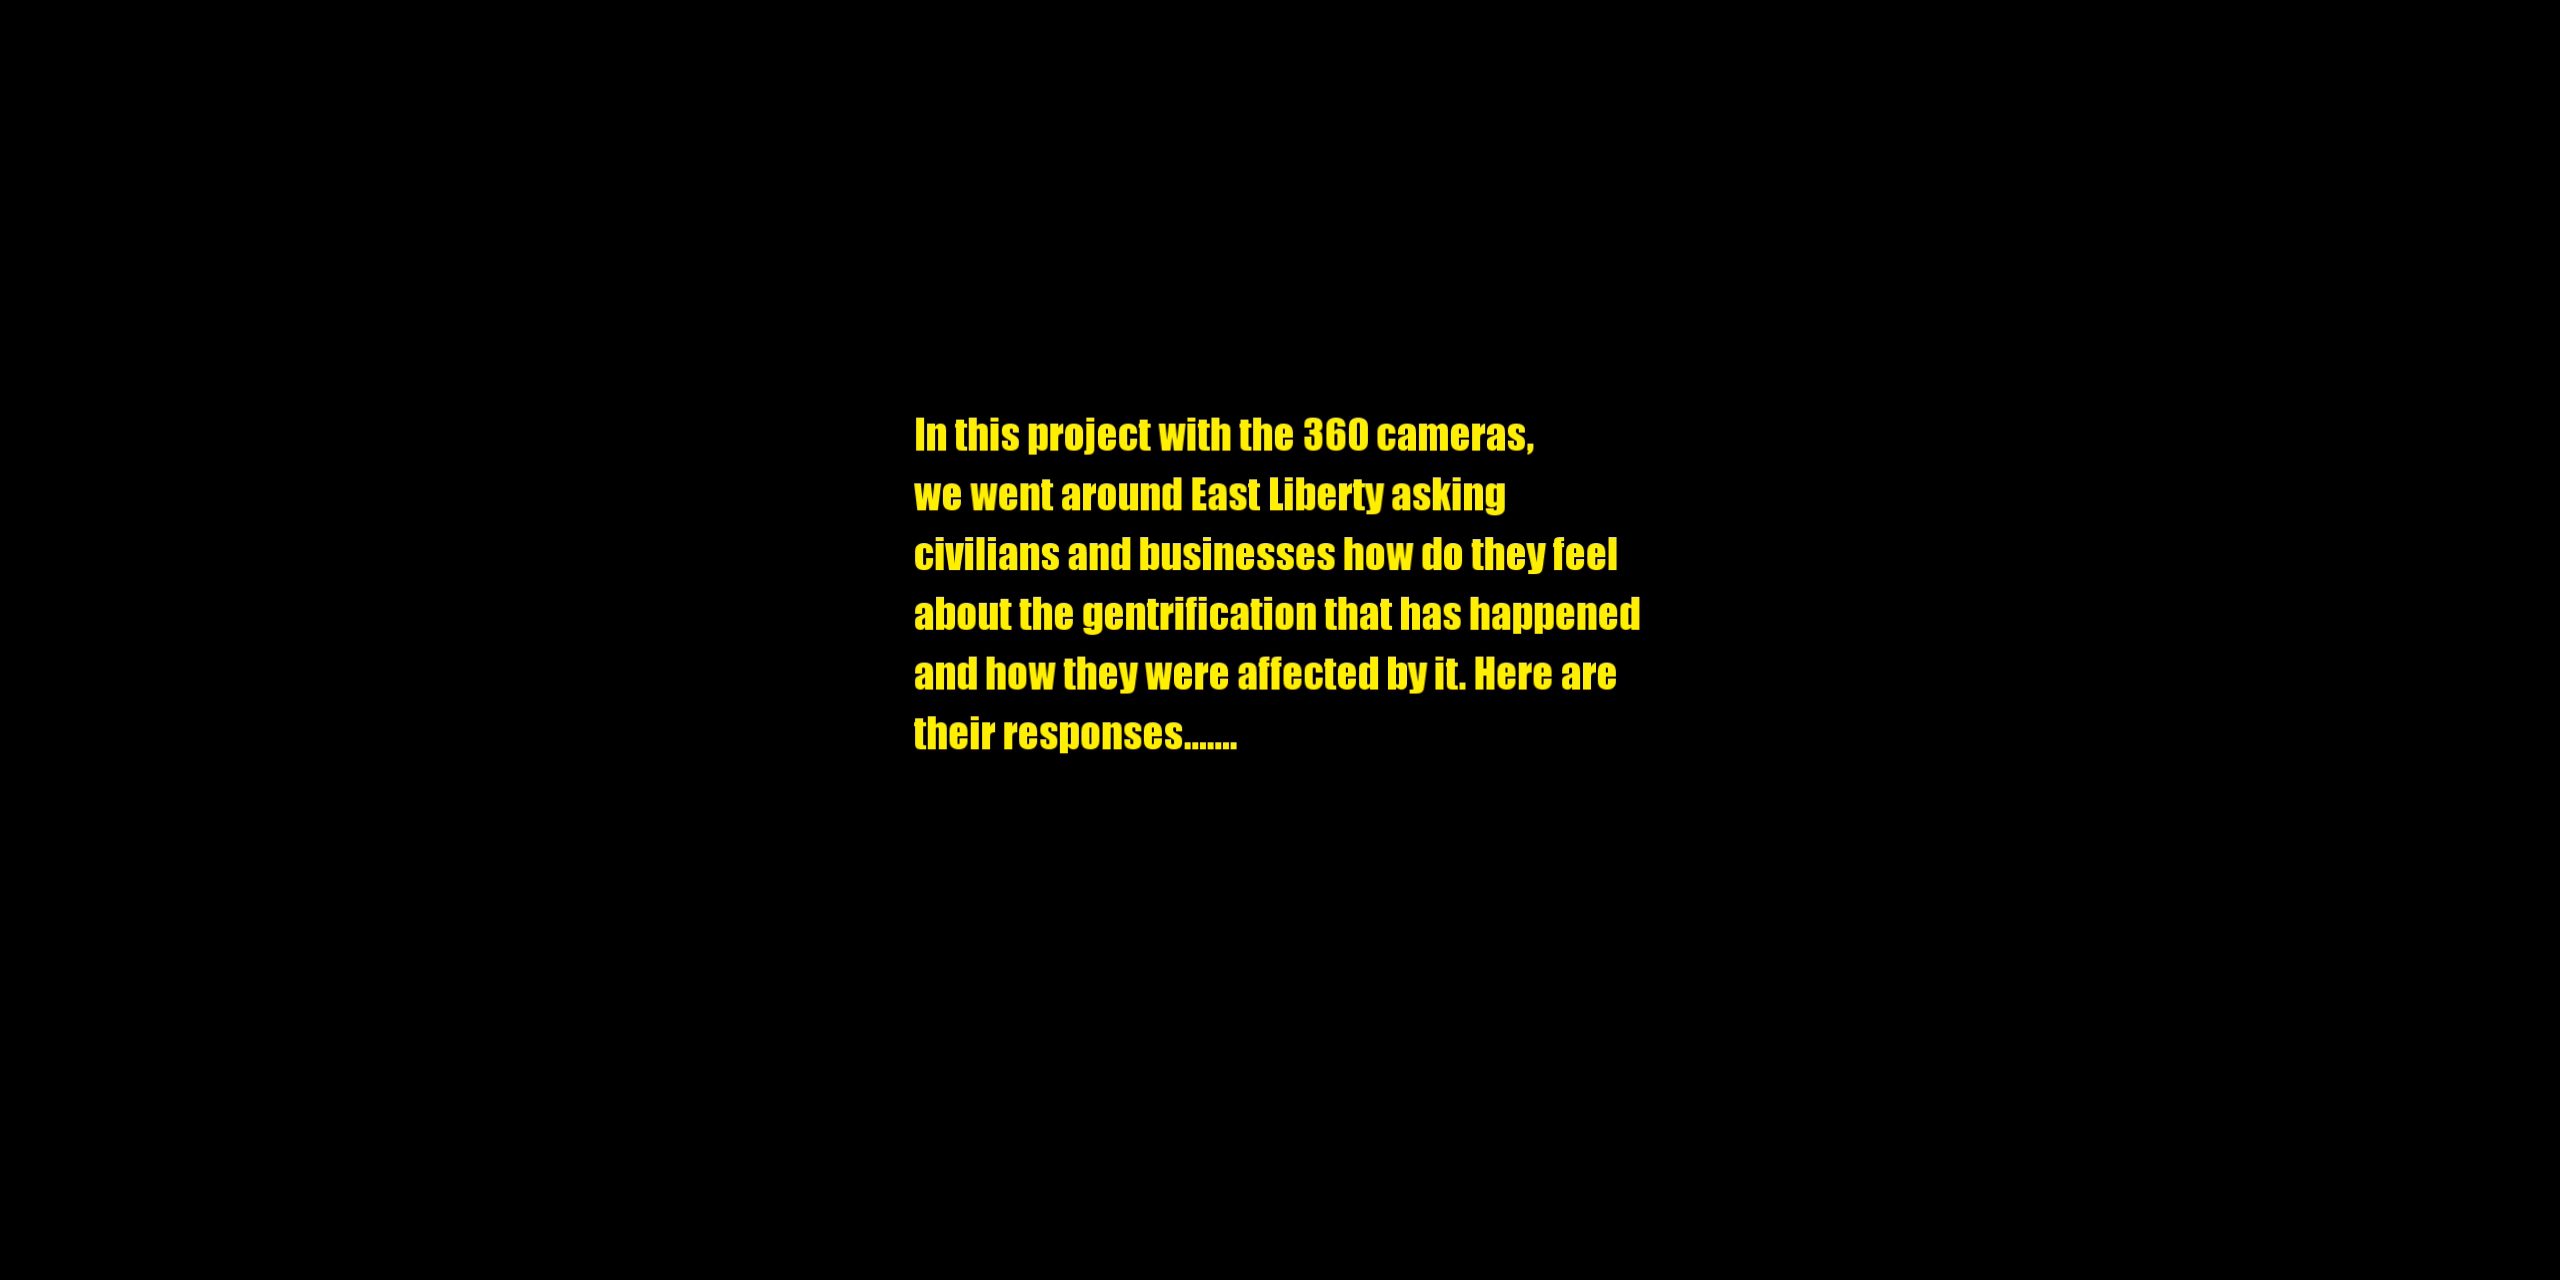 In this project with the 360 cameras,
we went around East Liberty asking
civilians and businesses how do they feel
about the gentrification that has happened
and how they were affected by it. Here are
their responses.......